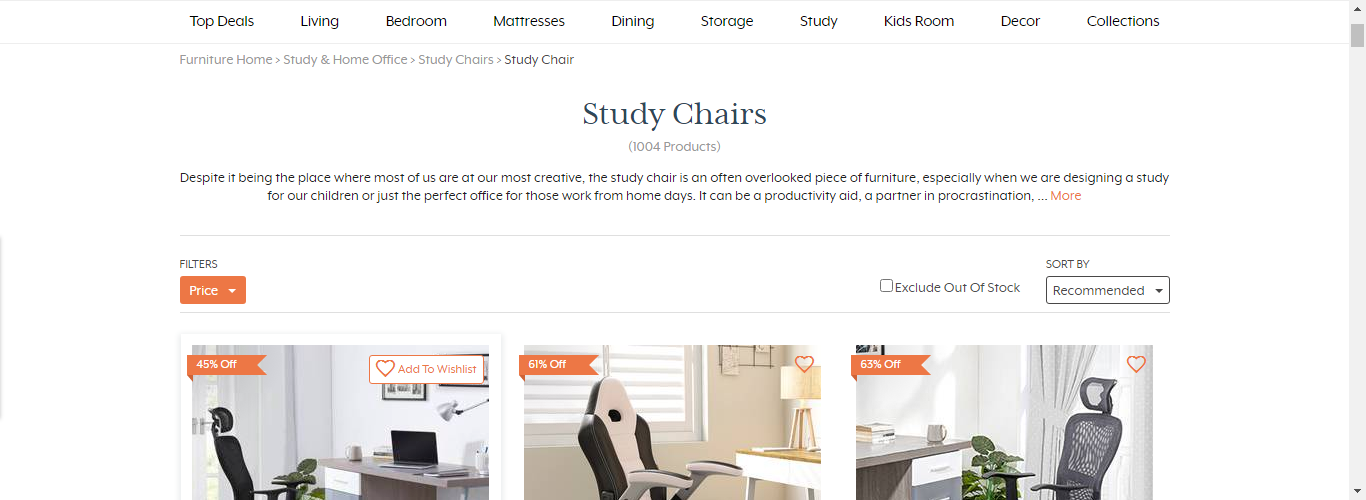 Top Deals Living Bedroom Mattresses Dining Storage Study Kids Room Decor Collections
Furniture Home > Study & Home Office > Study Chairs > Study Chair
Study Chairs
(1004 Products)
Despite it being the place where most of us are at our most creative, the study chair is an often overlooked piece of furniture, especially when we are designing a study
for our children or just the perfect office for those work from home days. It can be a productivity aid, a partner in procrastination, ... More
FILTERS
Price
Exclude Out Of Stock
SORT BY
Recommended
45% Off
Add To Wishlist
61% Off
63% Off